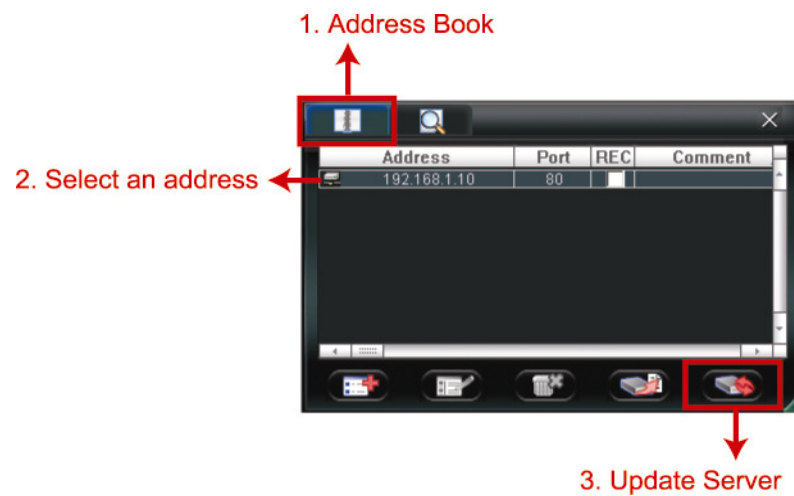 1. Address Book
Address Port REC Comment
2. Select an address
192.168.1.10 80
3. Update Server